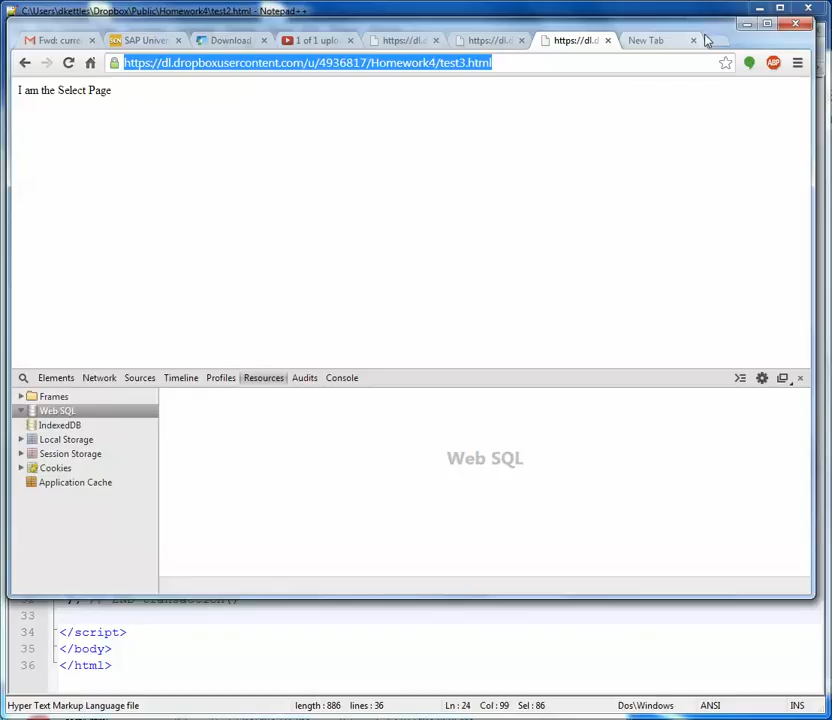 C:\Users\dkettles\Dropbox\Public\Homework4\test2.html - Notepad++
Fwd: curre
SAP Univer
Download
1 of 1 uplo
https://dl.d
https://dl.d
https://dl.d
New Tab
https://dl.dropboxusercontent.com/u/4936817/Homework4/test3.html
ABP
I am the Select Page
Elements Network Sources Timeline Profiles Resources Audits Console
Frames
Web SQL
IndexedDB
Local Storage
Session Storage
Cookies
Application Cache
Web SQL
33
34 </script>
35 </body>
36 </html>
Hyper Text Markup Language file length : 886 lines : 36 Ln : 24 Col : 99 Sel : 86 Dos\Windows ANSI INS